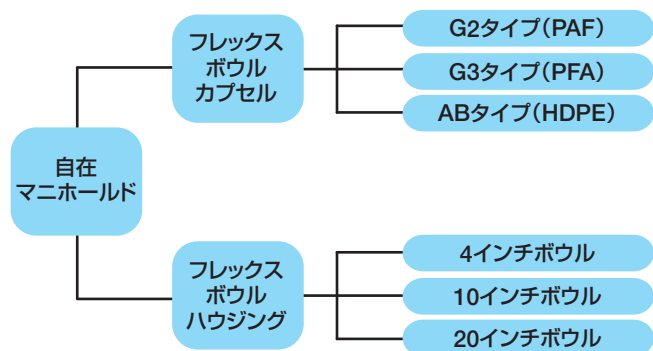 自在
マニホールド
フレックス
ボウル
カプセル
G2タイプ(PAF)
G3タイプ(PFA)
ABタイプ(HDPE)
フレックス
ボウル
ハウジング
4インチボウル
10インチボウル
20インチボウル